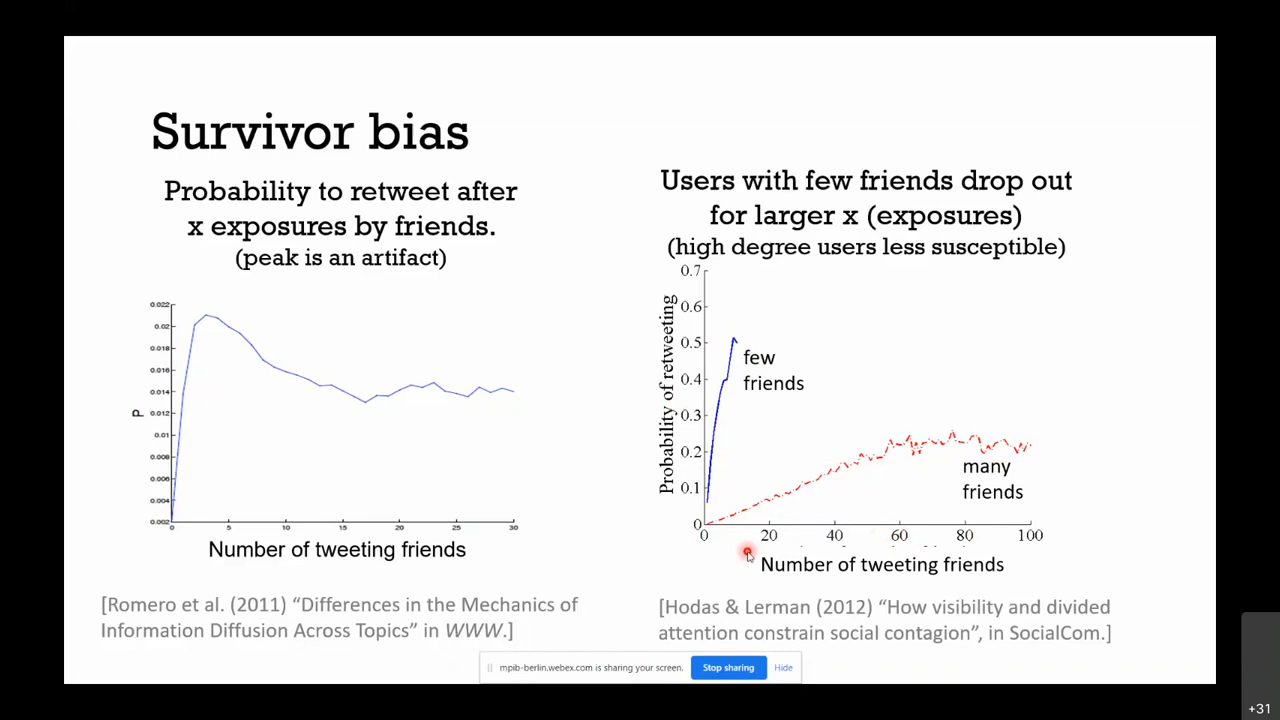 Survivor bias
Probability to retweet after
x exposures by friends.
(peak is an artifact)
0.022
0.02
0.018
0.016
0.014
0.012
0.01
0.008
0.006
0.004
0.002
P
0 5 10 15 20 25 30
Number of tweeting friends
[Romero et al. (2011) “Differences in the Mechanics of
Information Diffusion Across Topics” in WWW.]
Users with few friends drop out
for larger x (exposures)
(high degree users less susceptible)
0.7
0.6
0.5
0.4
0.3
0.2
0.1
0
Probability of retweeting
few
friends
many
friends
0 20 40 60 80 100
Number of tweeting friends
[Hodas & Lerman (2012) “How visibility and divided
attention constrain social contagion”, in SocialCom.]
mpib-berlin.webex.com is sharing your screen. Stop sharing Hide
+31